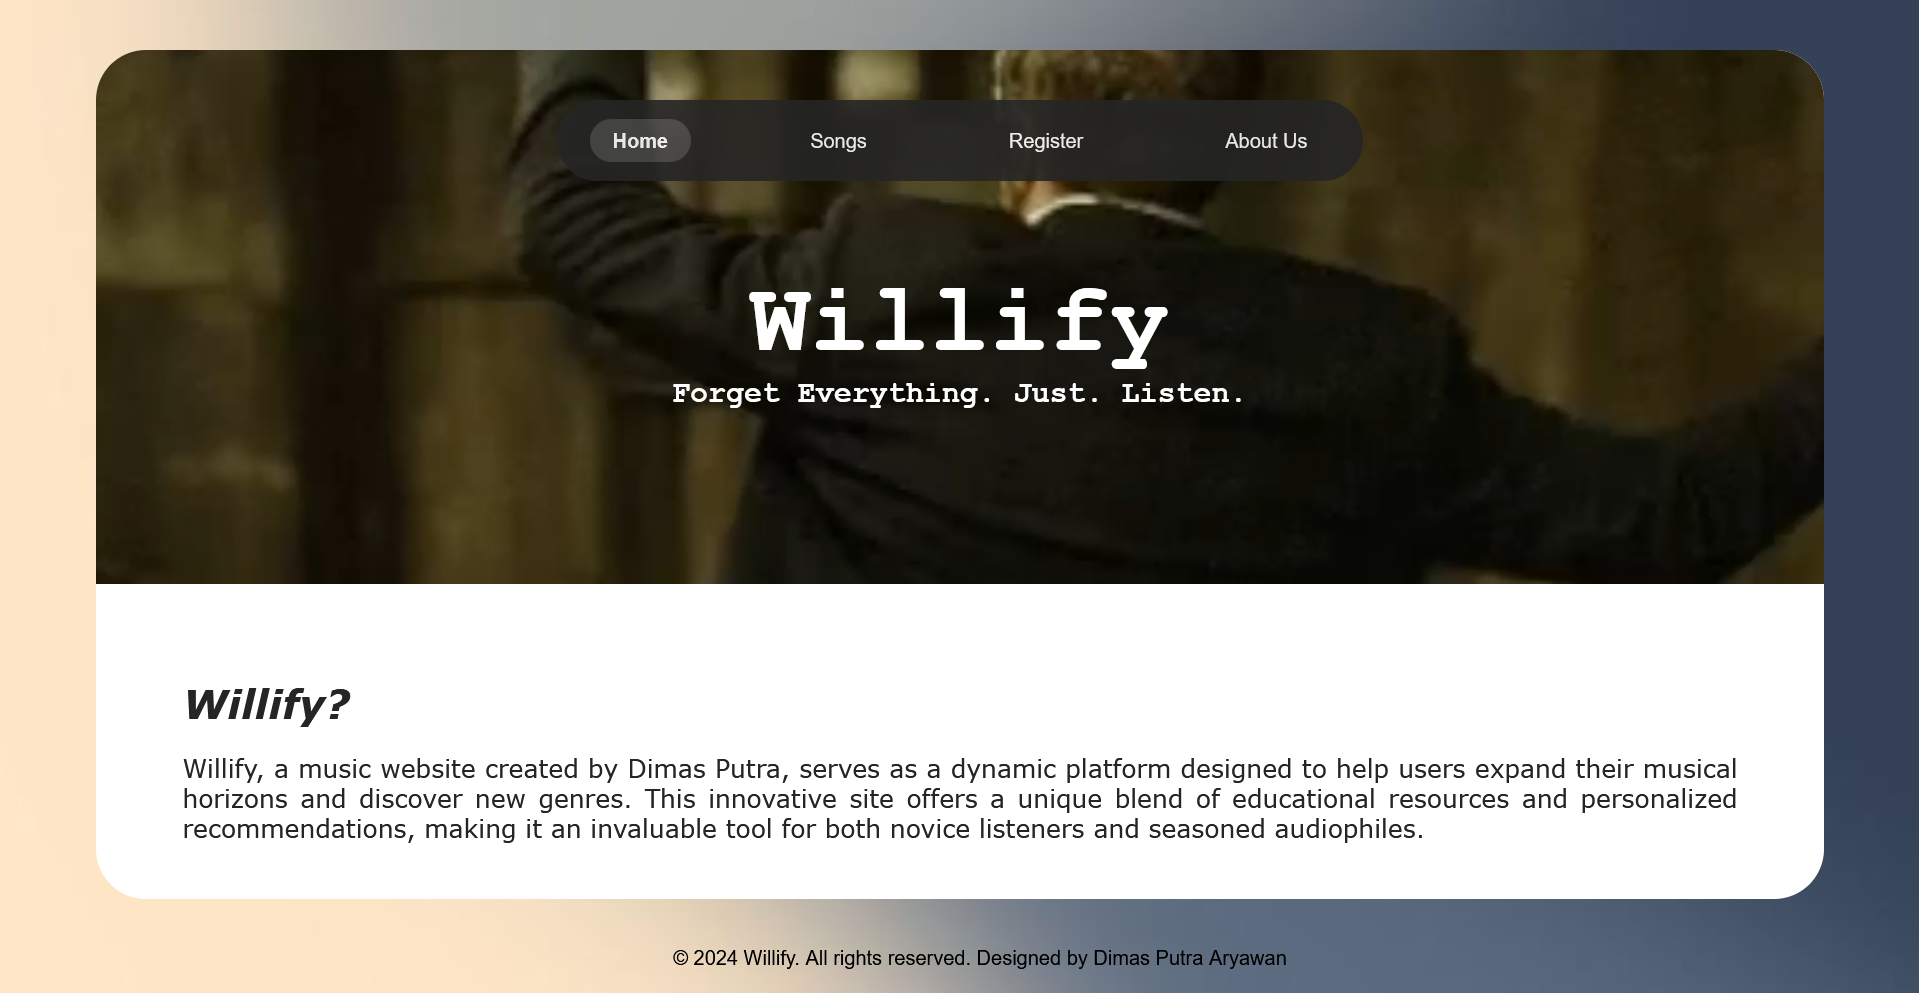 Home Songs Register About Us
Willify
Forget Everything. Just. Listen.
Willify?
Willify, a music website created by Dimas Putra, serves as a dynamic platform designed to help users expand their musical
horizons and discover new genres. This innovative site offers a unique blend of educational resources and personalized
recommendations, making it an invaluable tool for both novice listeners and seasoned audiophiles.
© 2024 Willify. All rights reserved. Designed by Dimas Putra Aryawan